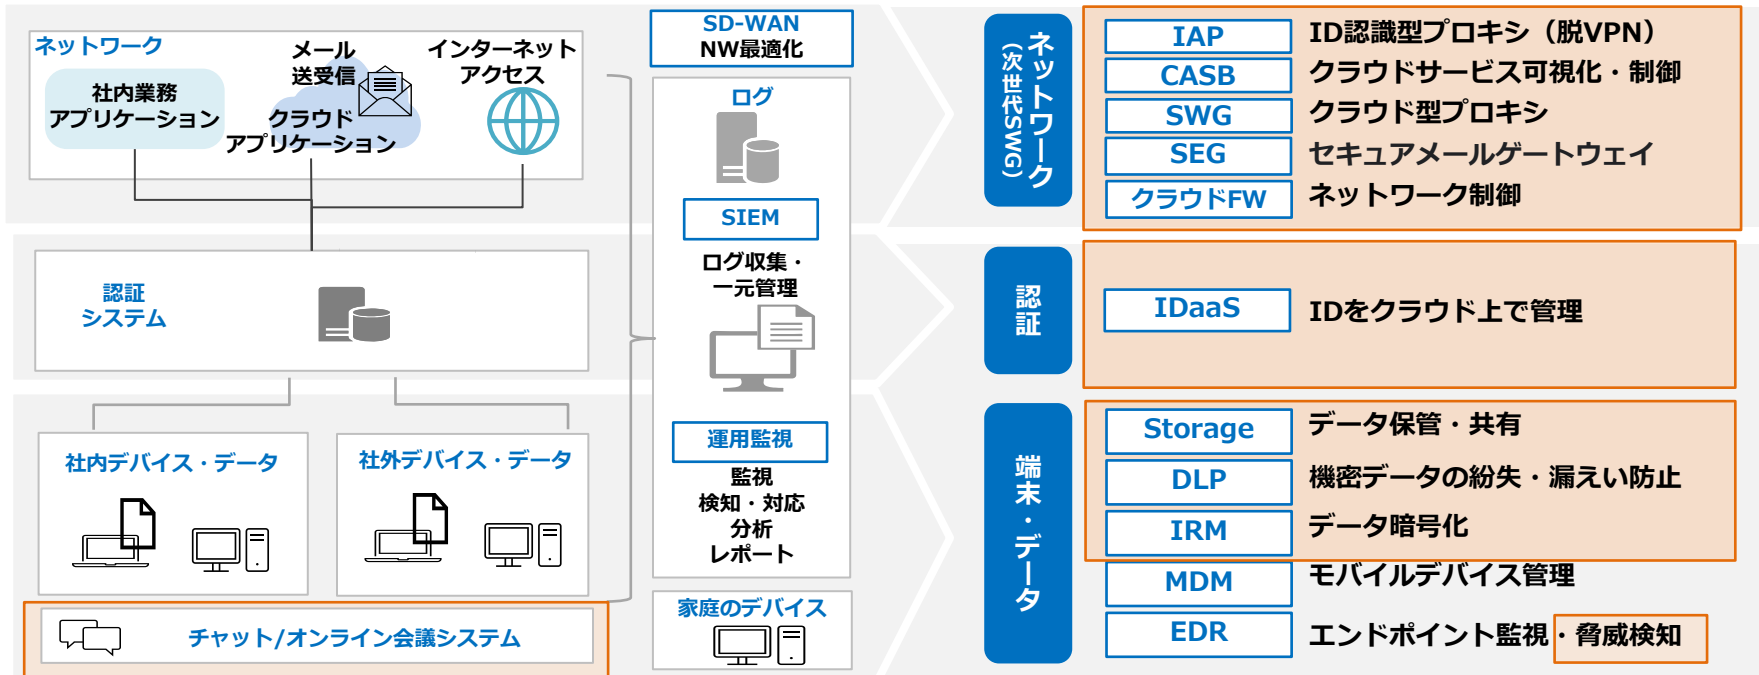 ネットワーク
社内業務
アプリケーション
メール
送受信
クラウド
アプリケーション
インターネット
アクセス
認証
システム
社内デバイス・データ
社外デバイス・データ
チャット/オンライン会議システム
SD-WAN
NW最適化
ログ
SIEM
ログ収集・
一元管理
運用監視
監視
検知・対応
分析
レポート
家庭のデバイス
ネットワーク
(次世代SWG)
IAP
ID認識型プロキシ（脱VPN）
CASB
クラウドサービス可視化・制御
SWG
クラウド型プロキシ
SEG
セキュアメールゲートウェイ
クラウドFW
ネットワーク制御
認証
IDaaS
IDをクラウド上で管理
端末・データ
Storage
データ保管・共有
DLP
機密データの紛失・漏えい防止
IRM
データ暗号化
MDM
モバイルデバイス管理
EDR
エンドポイント監視・脅威検知